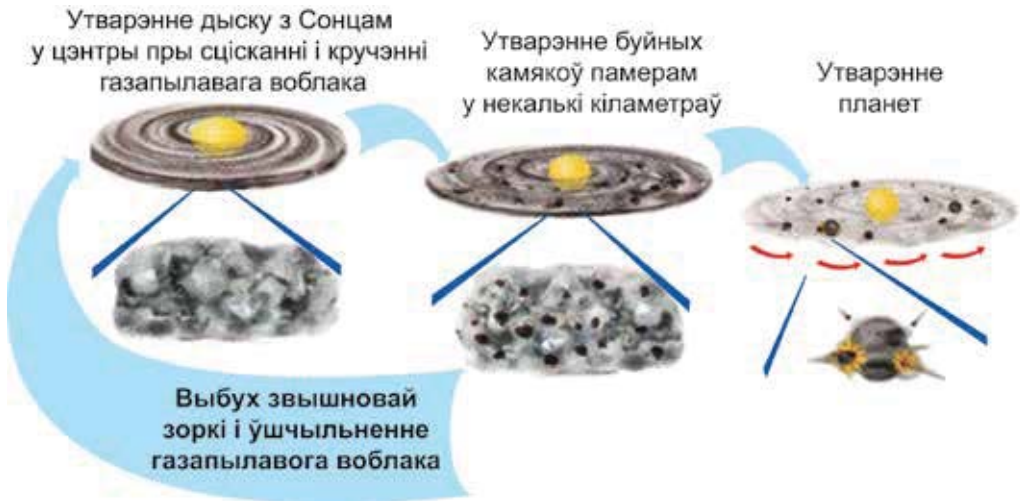 Утварэнне дыску з Сонцам
у цэнтры пры сцісканні і кручэнні
газапылавага воблака
Утварэнне буйных
камякоў памерам
у некалькі кіламетраў
Утварэнне
планет
Выбух звышновай
зоркі і ўшчыльненне
газапылавога воблака